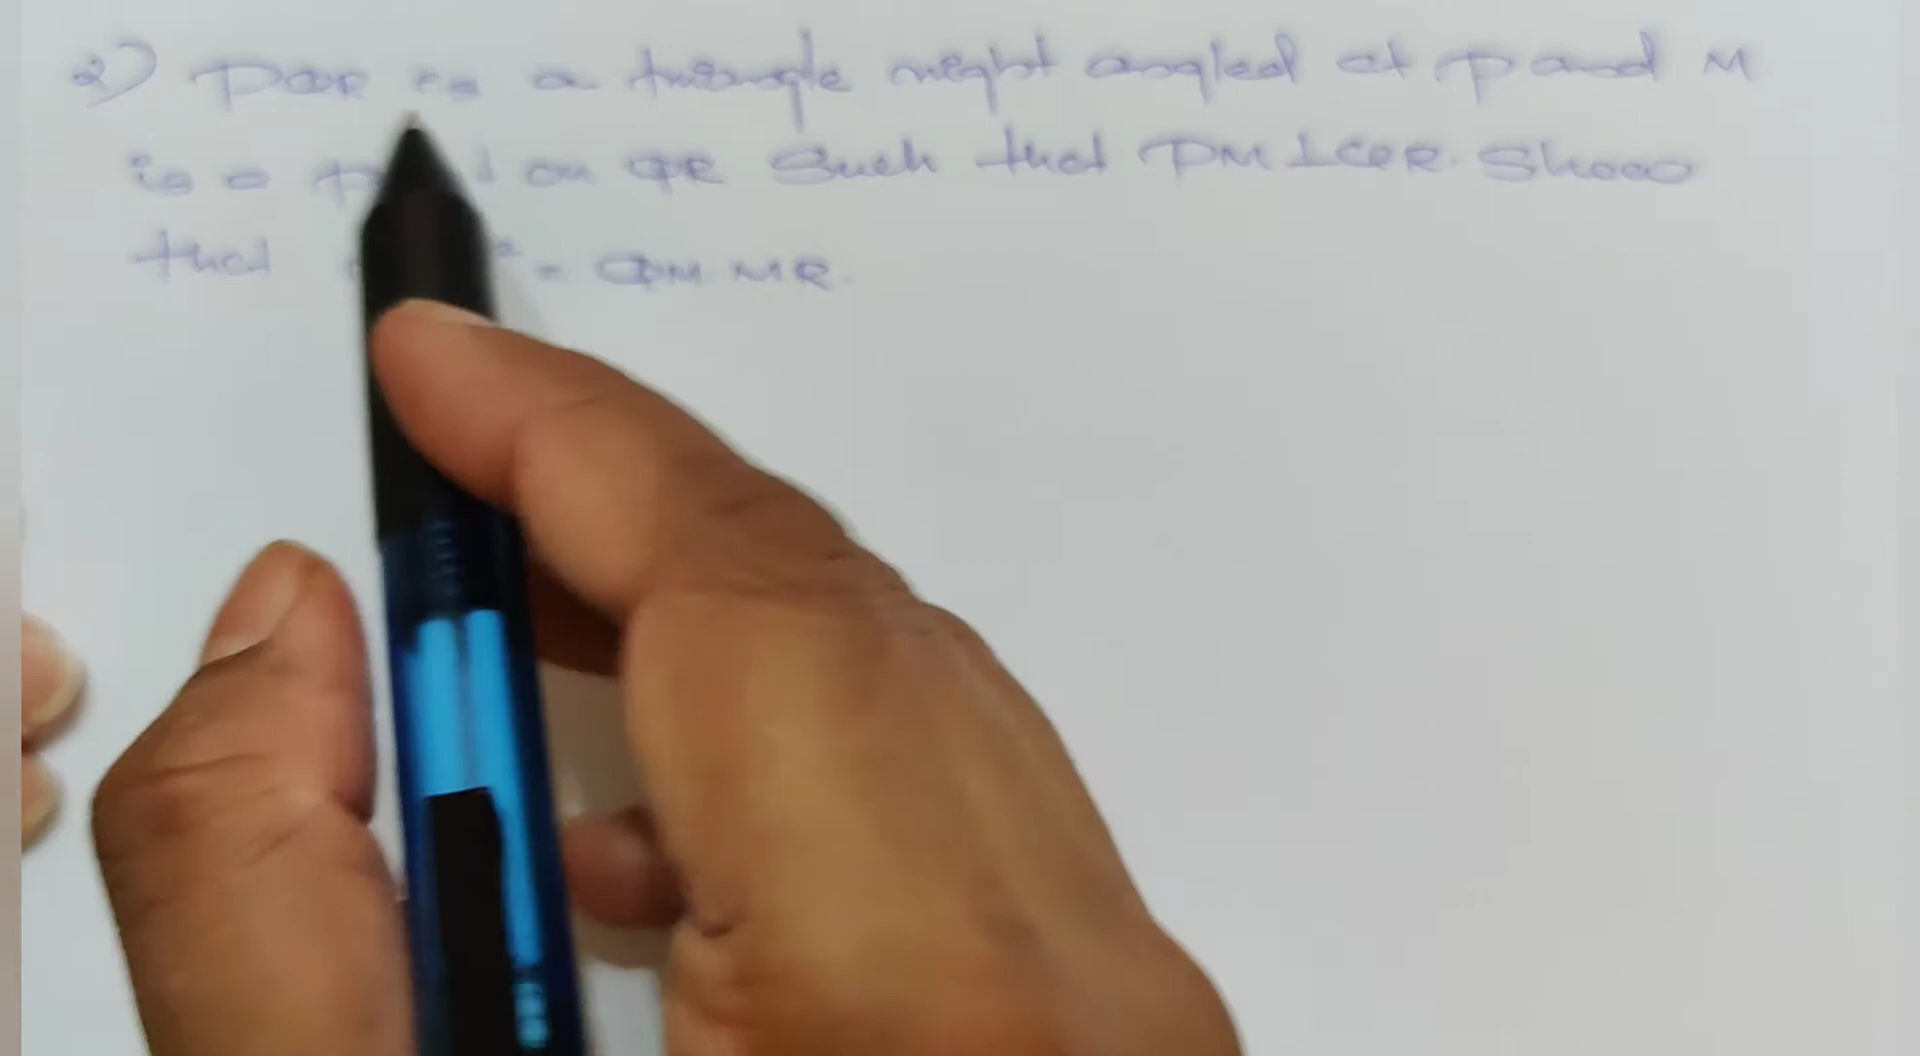 2) PQR is a triangle right angled at P and M
is a on QR such that PM ⊥ QR. Show
that ² = QM MR.